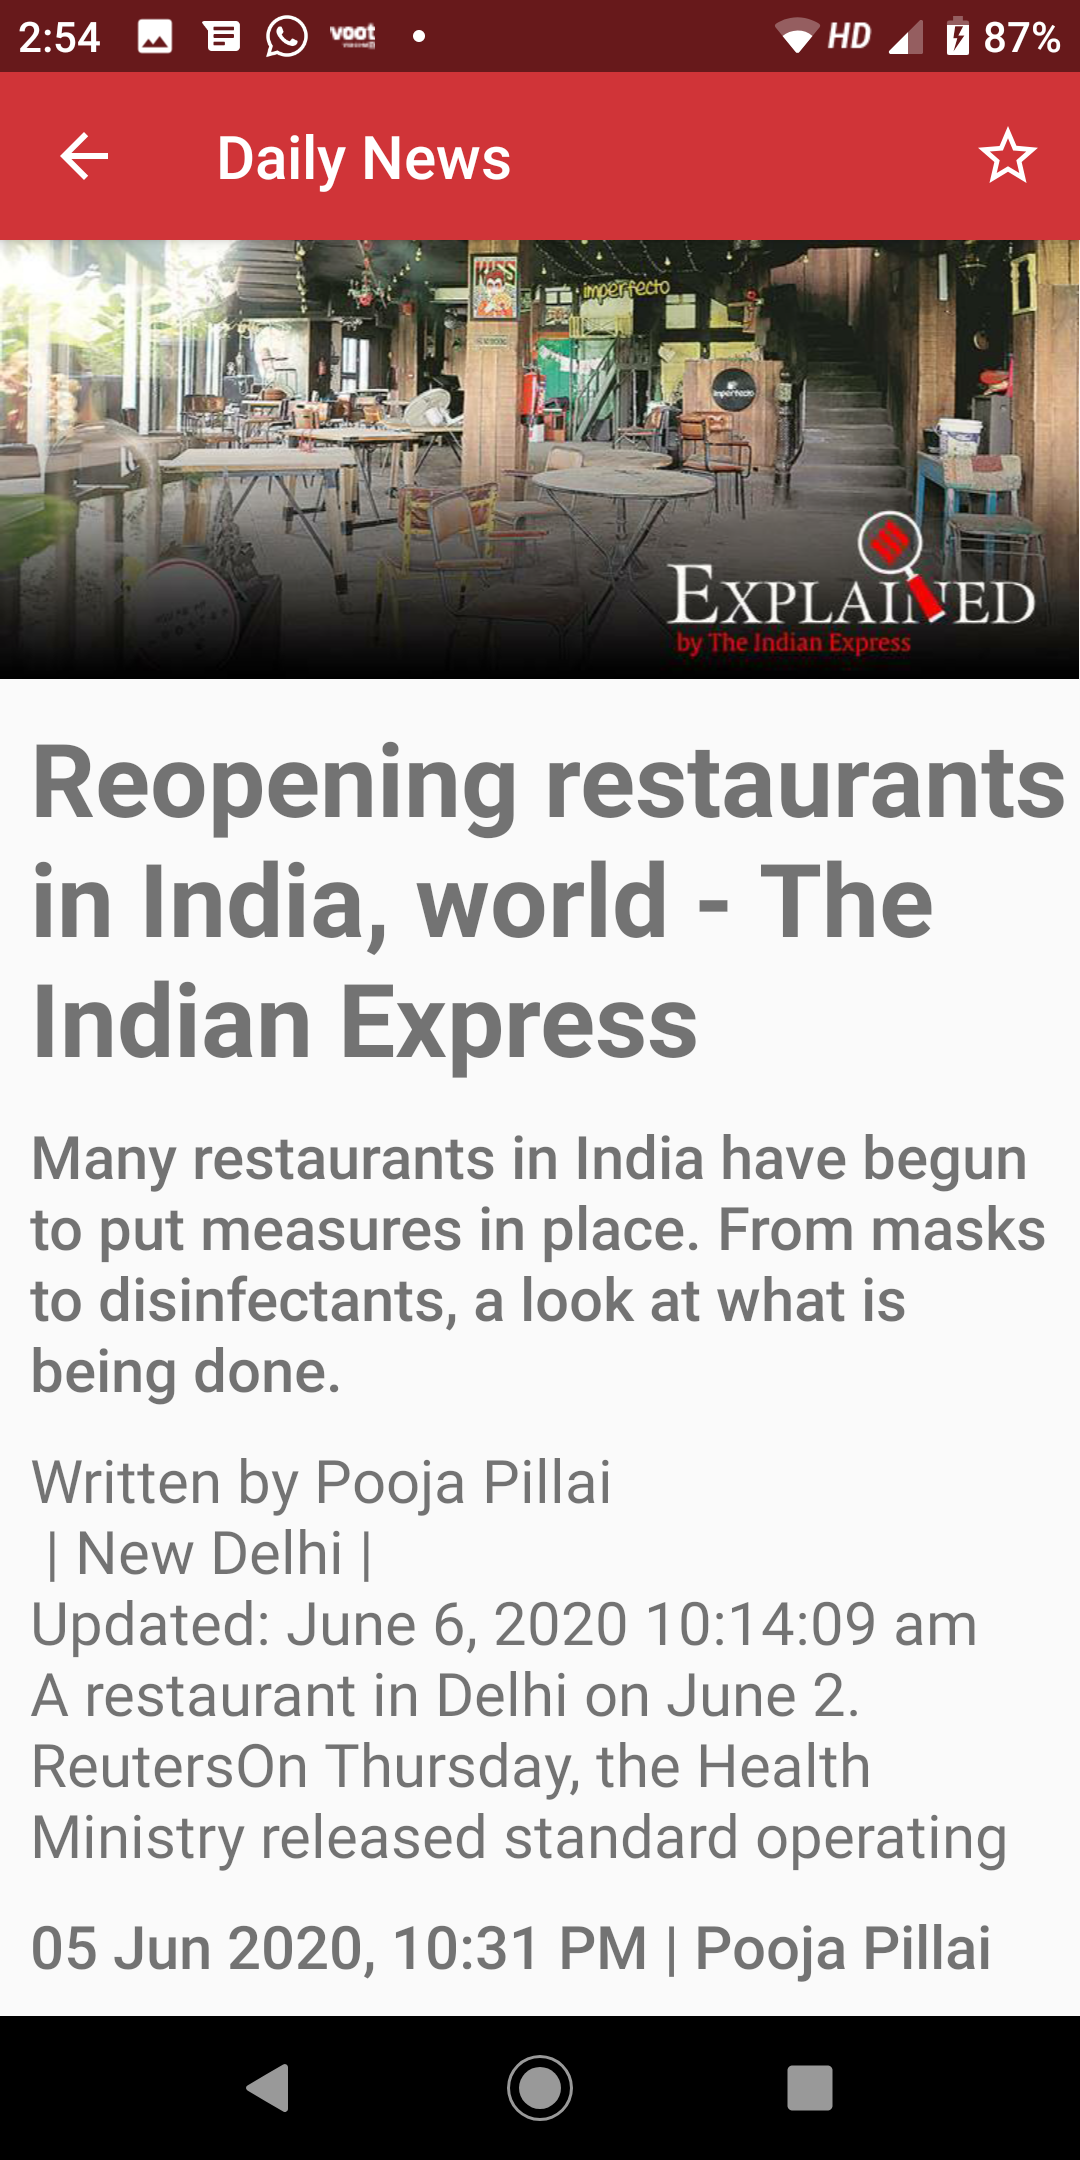 2:54
voot
HD
87%
Daily News
KISS
imperfecto
imperfecto
EXPLAINED
by The Indian Express
Reopening restaurants
in India, world - The
Indian Express
Many restaurants in India have begun
to put measures in place. From masks
to disinfectants, a look at what is
being done.
Written by Pooja Pillai
| New Delhi |
Updated: June 6, 2020 10:14:09 am
A restaurant in Delhi on June 2.
ReutersOn Thursday, the Health
Ministry released standard operating
05 Jun 2020, 10:31 PM | Pooja Pillai